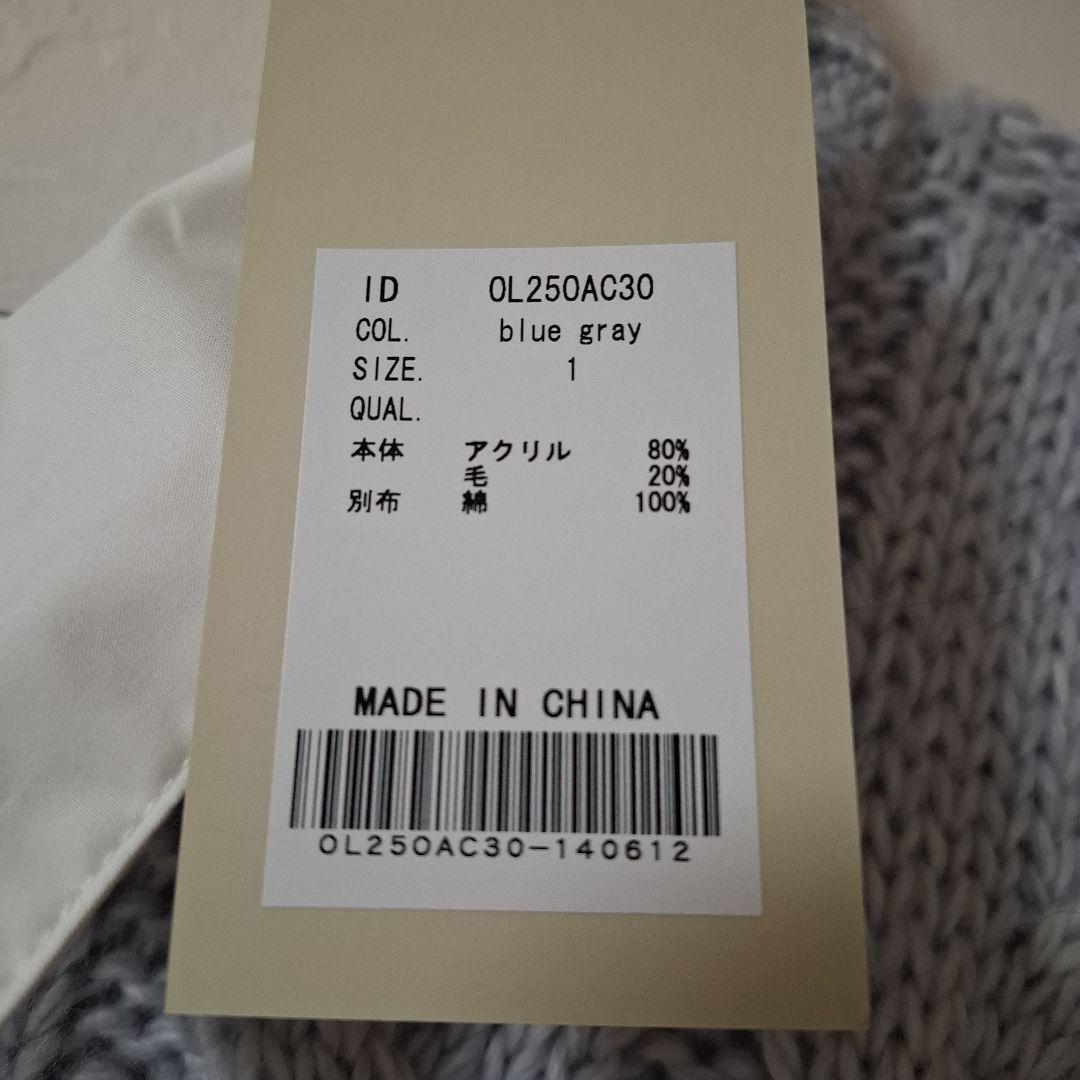 ID OL250AC30
COL. blue gray
SIZE. 1
QUAL.
本体 アクリル 80%
毛 20%
別布 綿 100%
MADE IN CHINA
OL250AC30-140612